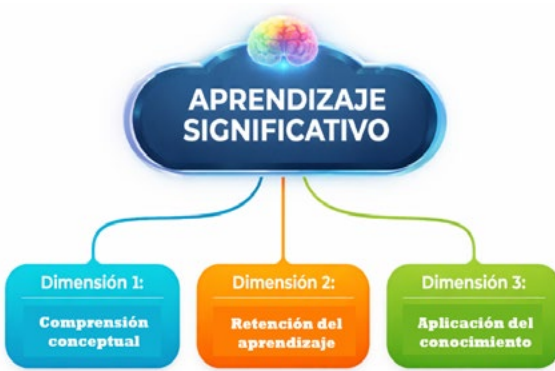 APRENDIZAJE
SIGNIFICATIVO
Dimensión 1:
Comprensión
conceptual
Dimensión 2:
Retención del
aprendizaje
Dimensión 3:
Aplicación del
conocimiento